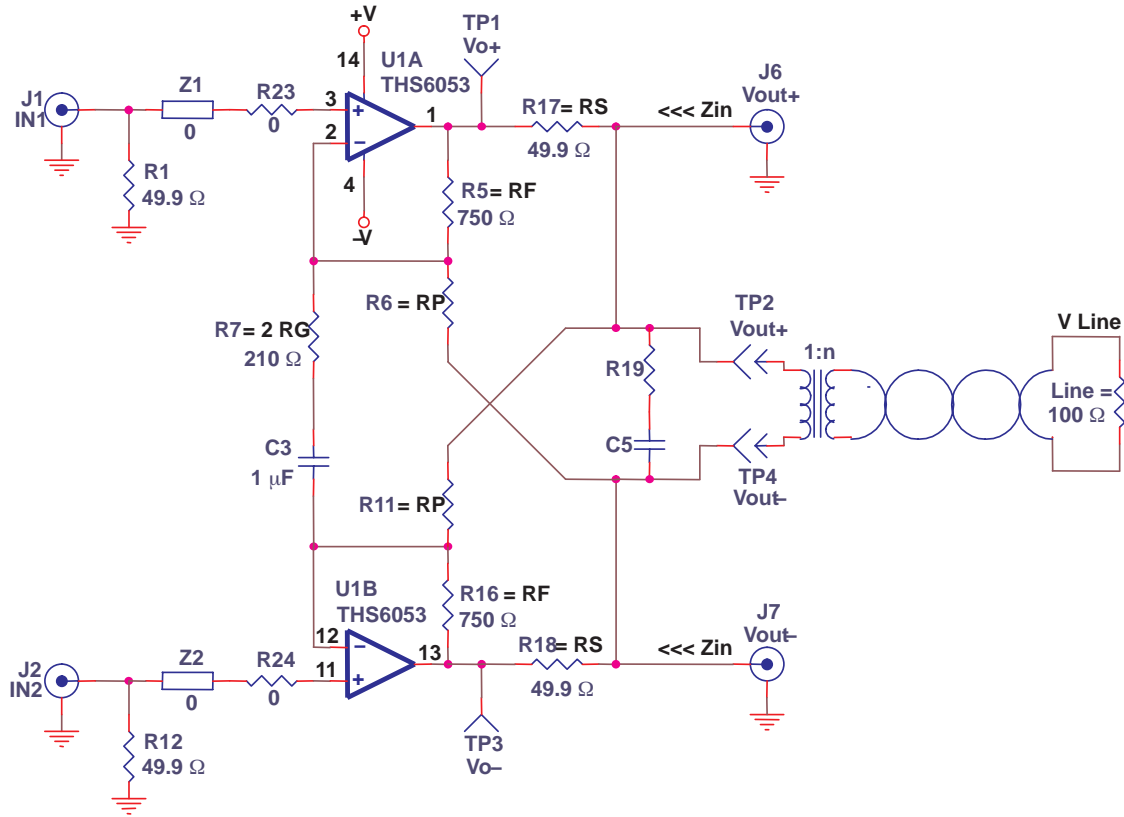 +V
14
U1A
THS6053
TP1
Vo+
J1
IN1
Z1
0
R23
0
3
2
1
4
–V
R17= RS
49.9 Ω
<<< Zin
J6
Vout+
R1
49.9 Ω
R5= RF
750 Ω
R6= RP
R7= 2 RG
210 Ω
TP2
Vout+
V Line
1:n
R19
Line =
100 Ω
C3
1 µF
C5
TP4
Vout–
R11= RP
U1B
THS6053
R16= RF
750 Ω
12
11
13
R18= RS
49.9 Ω
<<< Zin
J7
Vout–
J2
IN2
Z2
0
R24
0
R12
49.9 Ω
TP3
Vo–